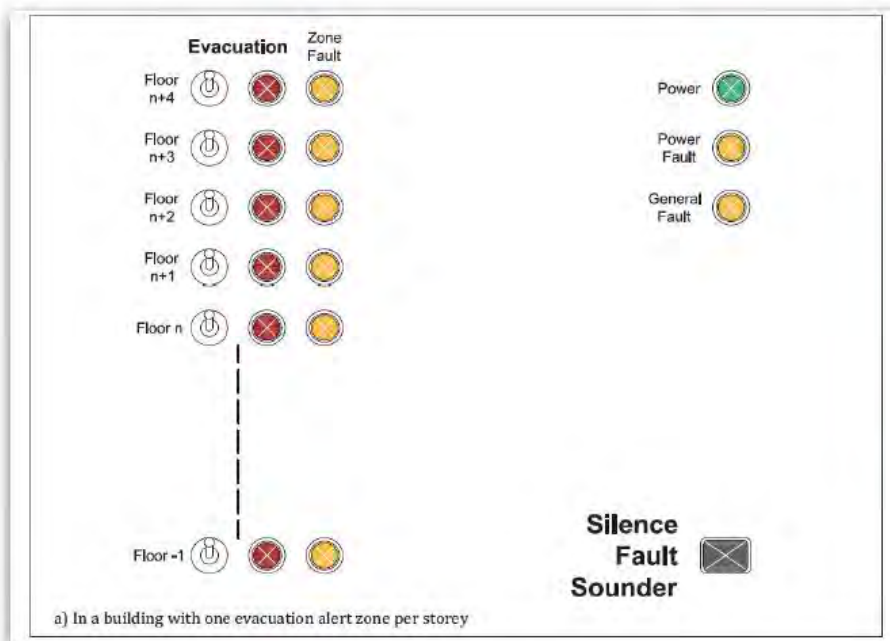 Evacuation
Zone
Fault
Floor
n+4
Floor
n+3
Floor
n+2
Floor
n+1
Floor n
Floor -1
Power
Power
Fault
General
Fault
Silence
Fault
Sounder
a) In a building with one evacuation alert zone per storey